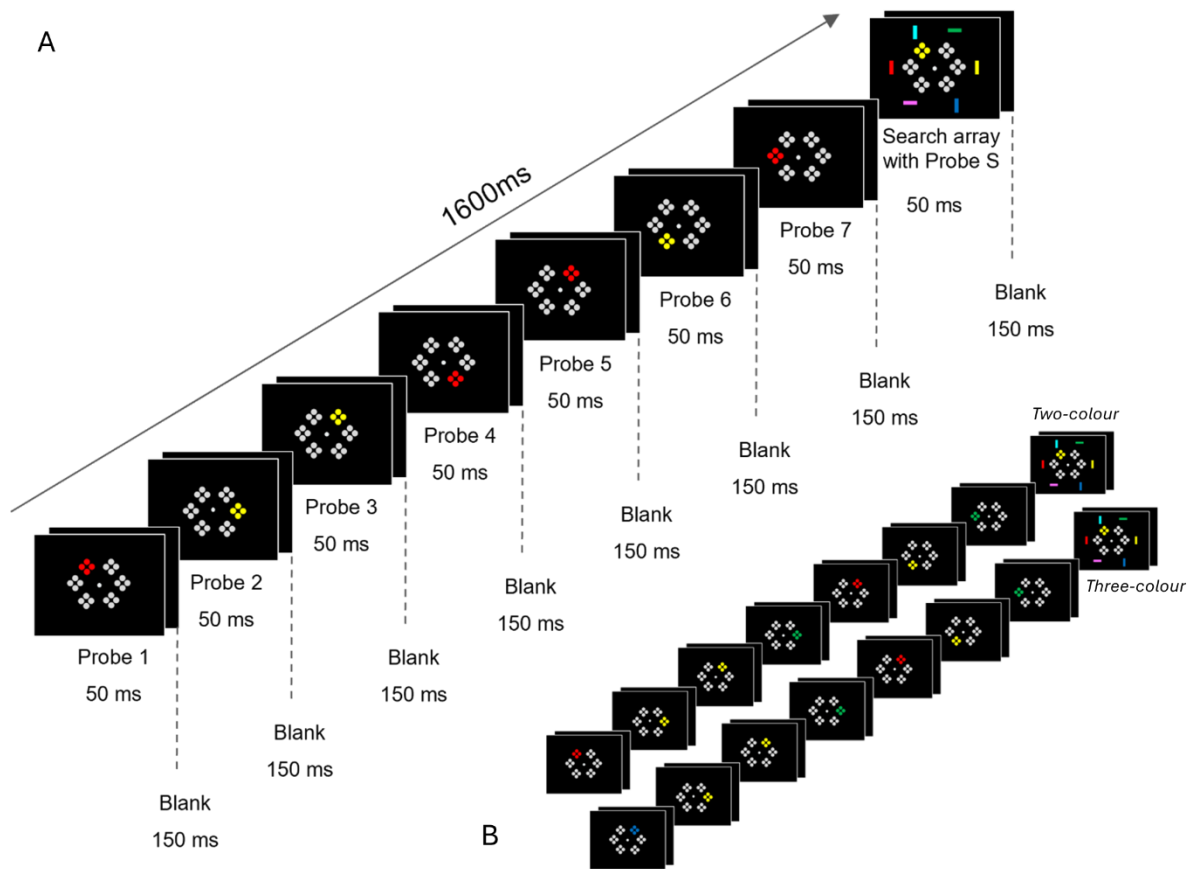 A
1600ms
Search array
with Probe S
50 ms
Blank
150 ms
Probe 7
50 ms
Blank
150 ms
Probe 6
50 ms
Blank
150 ms
Probe 5
50 ms
Blank
150 ms
Probe 4
50 ms
Blank
150 ms
Probe 3
50 ms
Blank
150 ms
Probe 2
50 ms
Blank
150 ms
Probe 1
50 ms
Blank
150 ms
Two-colour
Three-colour
B